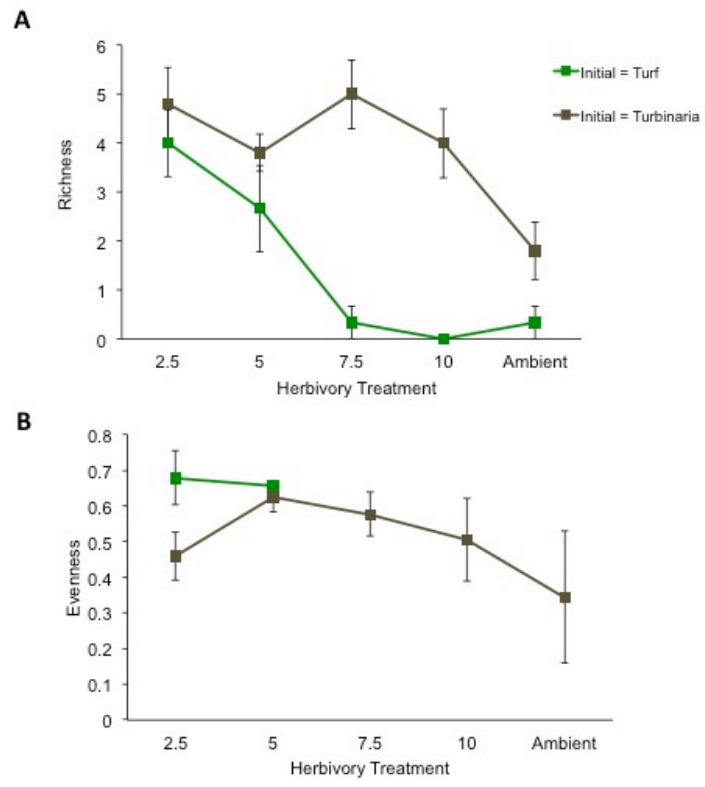 A
6
5
4
3
2
1
0
Richness
2.5 5 7.5 10 Ambient
Herbivory Treatment
Initial = Turf
Initial = Turbinaria
B
0.8
0.7
0.6
0.5
0.4
0.3
0.2
0.1
0
Evenness
2.5 5 7.5 10 Ambient
Herbivory Treatment